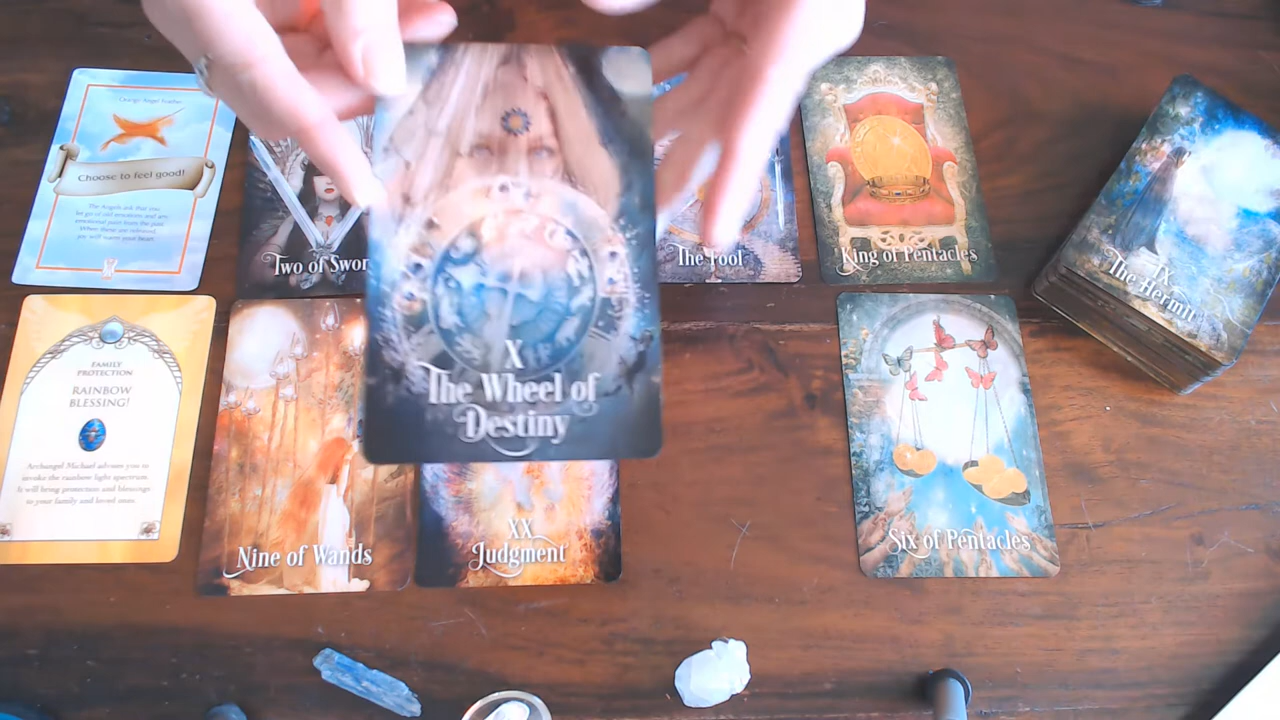 Orange Angel Feather
Choose to feel good!
The Angels ask that you
let go of old emotions and any
emotional pain from the past.
When these are released,
joy will warm your heart.
Two of Swor
The Fool
King of Pentacles
IX
The Hermit
X
The Wheel of
Destiny
FAMILY
PROTECTION
RAINBOW
BLESSING!
Archangel Michael advises you to
invoke the rainbow light spectrum.
It will bring protection and blessings
to your family and loved ones.
Nine of Wands
XX
Judgment
Six of Pentacles